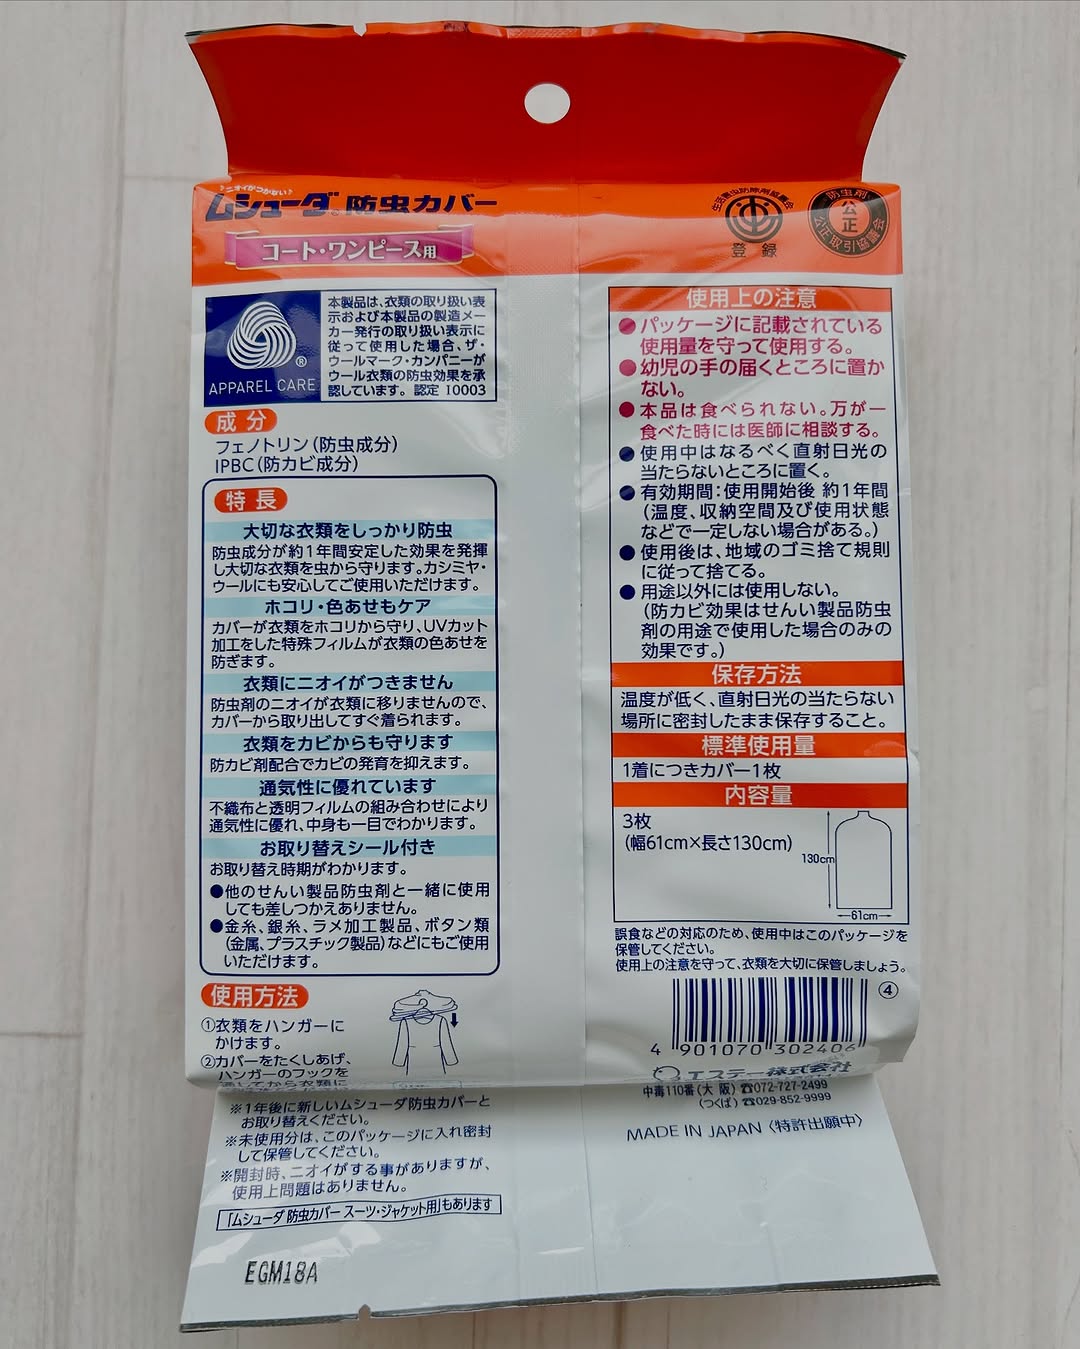 ♪ニオイがつかない♪
ムシューダ 防虫カバー
コート・ワンピース用
生活害虫防除剤協議会
登録
防虫剤
公正
公正取引協議会
本製品は、衣類の取り扱い表
示および本製品の製造メー
カー発行の取り扱い表示に
従って使用した場合、ザ・
ウールマーク・カンパニーが
ウール衣類の防虫効果を承
認しています。認定 10003
®
APPAREL CARE
成分
フェノトリン(防虫成分)
IPBC(防カビ成分)
特長
大切な衣類をしっかり防虫
防虫成分が約1年間安定した効果を発揮
し大切な衣類を虫から守ります。カシミヤ・
ウールにも安心してご使用いただけます。
ホコリ・色あせもケア
カバーが衣類をホコリから守り、UVカット
加工をした特殊フィルムが衣類の色あせを
防ぎます。
衣類にニオイがつきません
防虫剤のニオイが衣類に移りませんので、
カバーから取り出してすぐ着られます。
衣類をカビからも守ります
防カビ剤配合でカビの発育を抑えます。
通気性に優れています
不織布と透明フィルムの組み合わせにより
通気性に優れ、中身も一目でわかります。
お取り替えシール付き
お取り替え時期がわかります。
●他のせんい製品防虫剤と一緒に使用
しても差しつかえありません。
●金糸、銀糸、ラメ加工製品、ボタン類
(金属、プラスチック製品)などにもご使用
いただけます。
使用方法
①衣類をハンガーに
かけます。
②カバーをたくしあげ、
ハンガーのフックを
通してから衣類に
※1年後に新しいムシューダ防虫カバーと
お取り替えください。
※未使用分は、このパッケージに入れ密封
して保管してください。
※開封時、ニオイがする事がありますが、
使用上問題はありません。
「ムシューダ 防虫カバー スーツ・ジャケット用」もあります
EGM18A
使用上の注意
●パッケージに記載されている
使用量を守って使用する。
●幼児の手の届くところに置か
ない。
●本品は食べられない。万が一
食べた時には医師に相談する。
●使用中はなるべく直射日光の
当たらないところに置く。
●有効期間:使用開始後 約1年間
(温度、収納空間及び使用状態
などで一定しない場合がある。)
●使用後は、地域のゴミ捨て規則
に従って捨てる。
●用途以外には使用しない。
(防カビ効果はせんい製品防虫
剤の用途で使用した場合のみの
効果です。)
保存方法
温度が低く、直射日光の当たらない
場所に密封したまま保存すること。
標準使用量
1着につきカバー1枚
内容量
3枚
(幅61cm×長さ130cm)
130cm
61cm
誤食などの対応のため、使用中はこのパッケージを
保管してください。
使用上の注意を守って、衣類を大切に保管しましょう。
④
4 901070 302406
エステー株式会社
中毒110番(大 阪)☎072-727-2499
(つくば)☎029-852-9999
MADE IN JAPAN 〈特許出願中〉